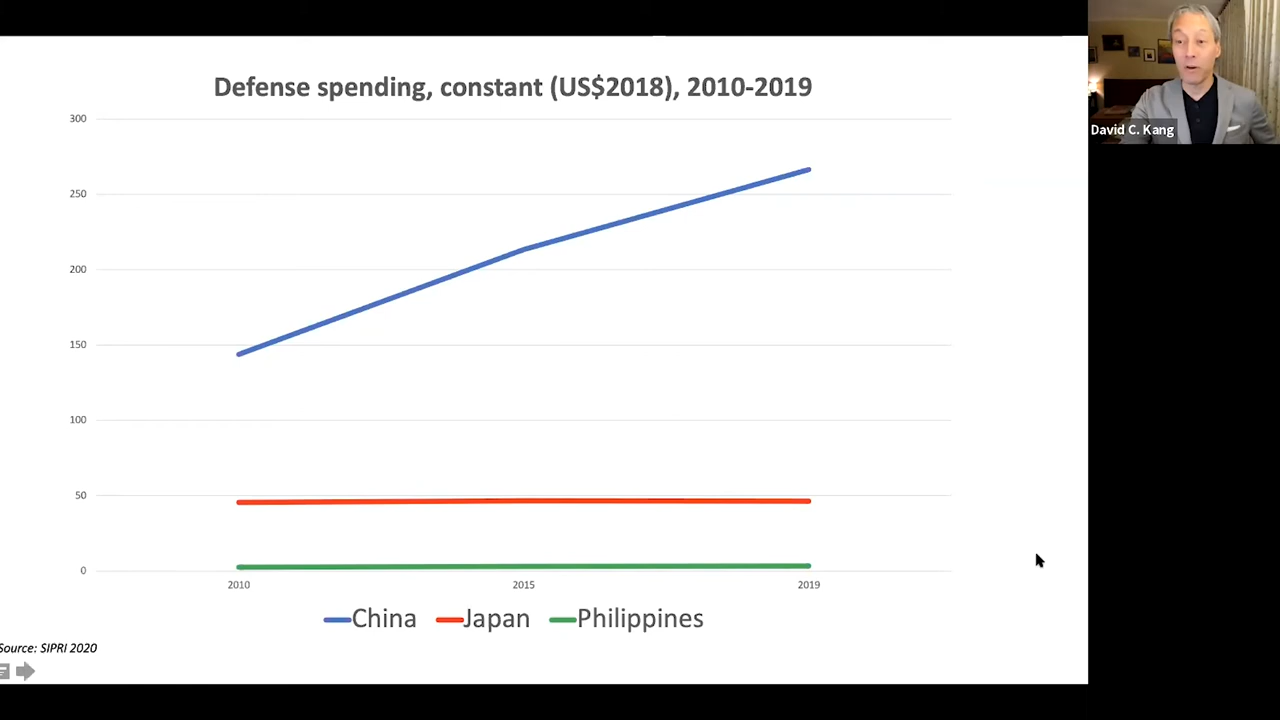 Defense spending, constant (US$2018), 2010-2019
300
250
200
150
100
50
0
2010 2015 2019
China Japan Philippines
Source: SIPRI 2020
David C. Kang